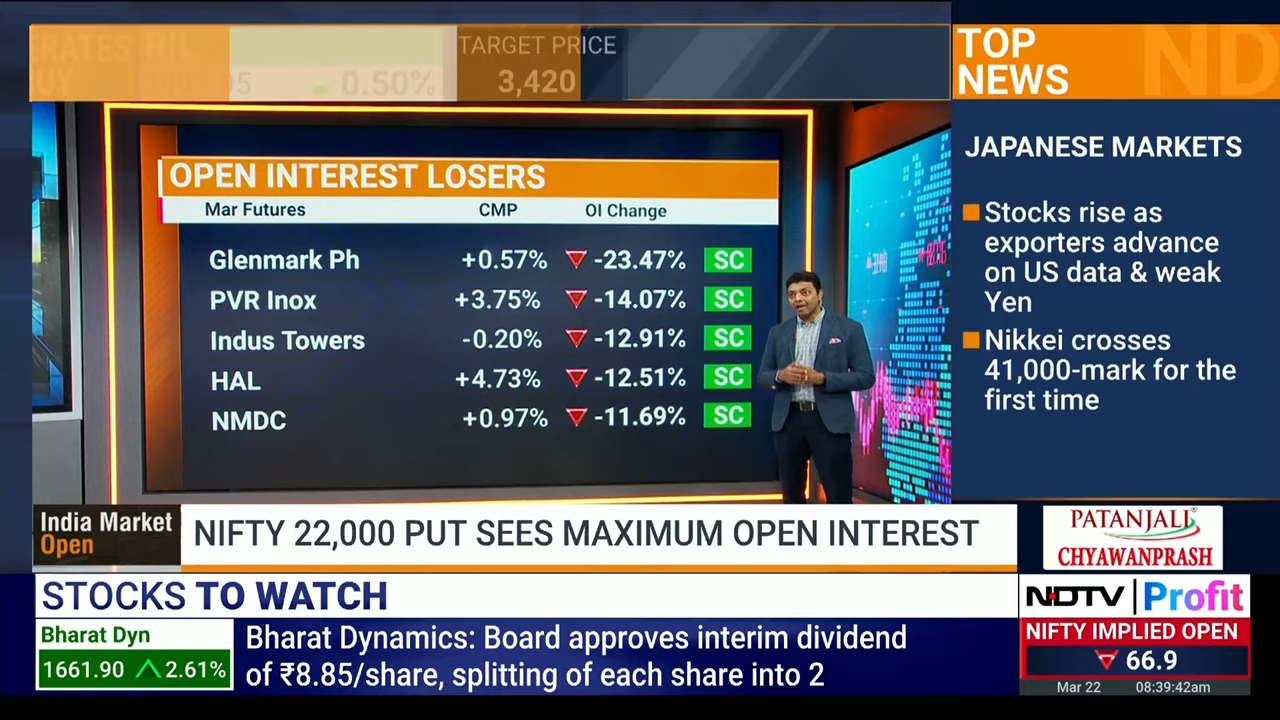 TARGET PRICE
3,420
0.50%
TOP
NEWS
JAPANESE MARKETS
Stocks rise as
exporters advance
on US data & weak
Yen
Nikkei crosses
41,000-mark for the
first time
OPEN INTEREST LOSERS
Mar Futures CMP OI Change
Glenmark Ph +0.57% -23.47% SC
PVR Inox +3.75% -14.07% SC
Indus Towers -0.20% -12.91% SC
HAL +4.73% -12.51% SC
NMDC +0.97% -11.69% SC
India Market
Open
NIFTY 22,000 PUT SEES MAXIMUM OPEN INTEREST
PATANJALI
CHYAWANPRASH
STOCKS TO WATCH
Bharat Dyn
1661.90 2.61%
Bharat Dynamics: Board approves interim dividend
of ₹8.85/share, splitting of each share into 2
NDTV Profit
NIFTY IMPLIED OPEN
66.9
Mar 22 08:39:42am